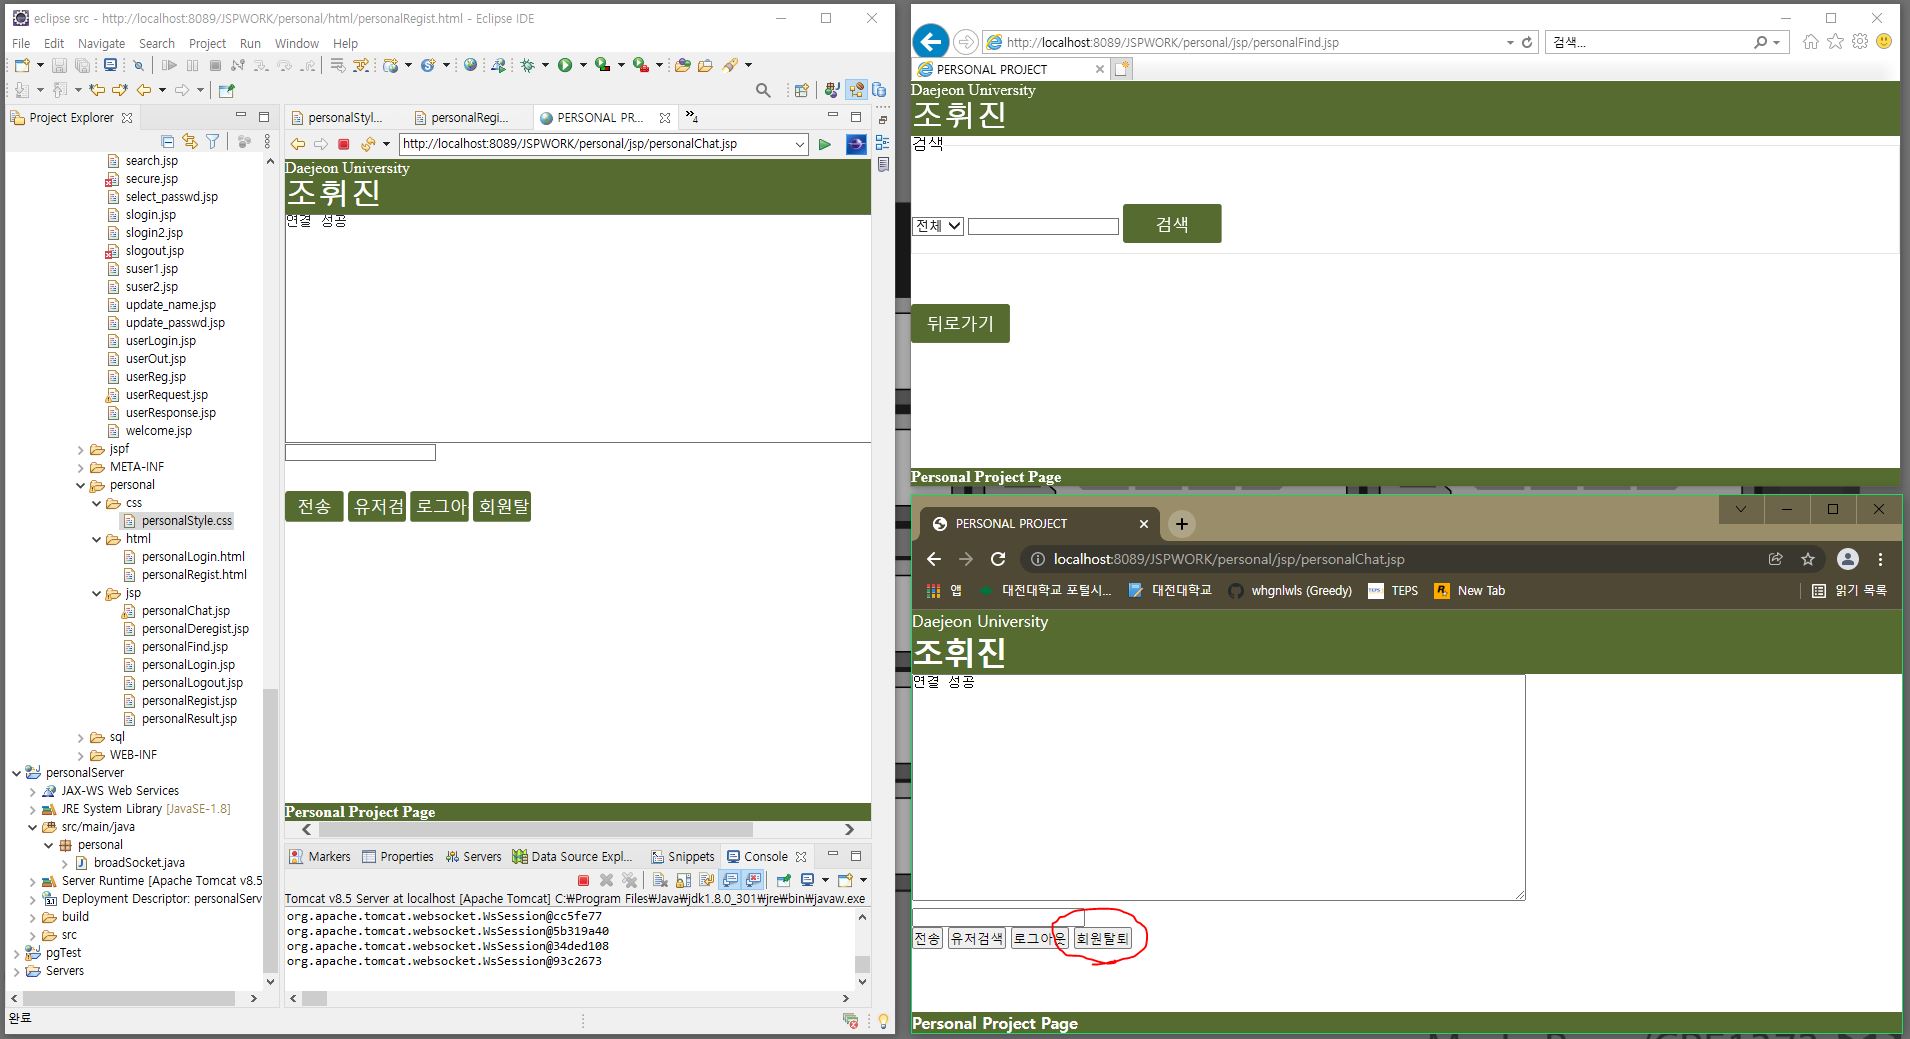 eclipse src - http://localhost:8089/JSPWORK/personal/html/personalRegist.html - Eclipse IDE
File Edit Navigate Search Project Run Window Help
Project Explorer
search.jsp
secure.jsp
select_passwd.jsp
slogin.jsp
slogin2.jsp
slogout.jsp
suser1.jsp
suser2.jsp
update_name.jsp
update_passwd.jsp
userLogin.jsp
userOut.jsp
userReg.jsp
userRequest.jsp
userResponse.jsp
welcome.jsp
jspf
META-INF
personal
css
personalStyle.css
html
personalLogin.html
personalRegist.html
jsp
personalChat.jsp
personalDeregist.jsp
personalFind.jsp
personalLogin.jsp
personalLogout.jsp
personalRegist.jsp
personalResult.jsp
sql
WEB-INF
personalServer
JAX-WS Web Services
JRE System Library [JavaSE-1.8]
src/main/java
personal
broadSocket.java
Server Runtime [Apache Tomcat v8.5
Deployment Descriptor: personalServ
build
src
pgTest
Servers
완료
personalStyl... personalRegi... PERSONAL PR... 4
http://localhost:8089/JSPWORK/personal/jsp/personalChat.jsp
Daejeon University
조휘진
연결 성공
전송 유저검 로그아 회원탈
Personal Project Page
Markers Properties Servers Data Source Expl... Snippets Console
Tomcat v8.5 Server at localhost [Apache Tomcat] C:₩Program Files₩Java₩jdk1.8.0_301₩jre₩bin₩javaw.exe
org.apache.tomcat.websocket.WsSession@cc5fe77
org.apache.tomcat.websocket.WsSession@5b319a40
org.apache.tomcat.websocket.WsSession@34ded108
org.apache.tomcat.websocket.WsSession@93c2673
http://localhost:8089/JSPWORK/personal/jsp/personalFind.jsp 검색...
PERSONAL PROJECT
Daejeon University
조휘진
검색
전체 검색
뒤로가기
Personal Project Page
PERSONAL PROJECT
localhost:8089/JSPWORK/personal/jsp/personalChat.jsp
앱 대전대학교 포털시... 대전대학교 whgnlwls (Greedy) TEPS TEPS New Tab 읽기 목록
Daejeon University
조휘진
연결 성공
전송 유저검색 로그아웃 회원탈퇴
Personal Project Page